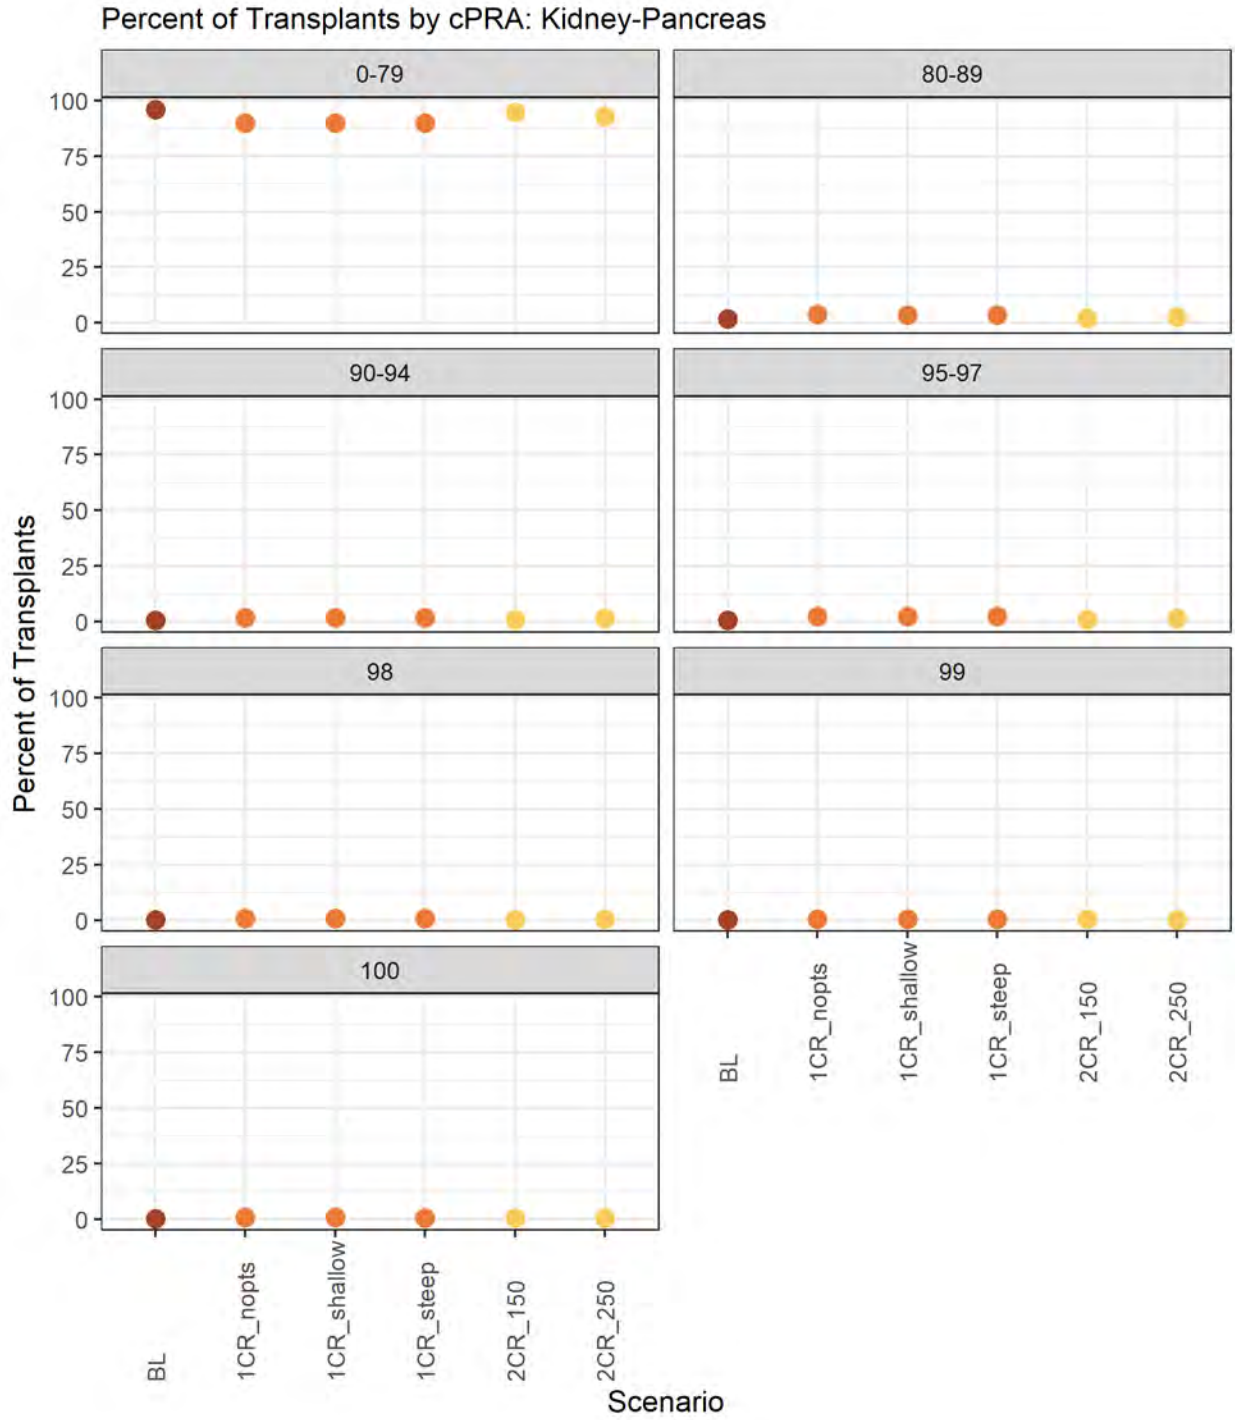 Percent of Transplants by cPRA: Kidney-Pancreas
0-79
80-89
100
75
50
25
0
90-94
95-97
100
75
50
25
0
98
99
100
75
50
25
0
100
100
75
50
25
0
BL
1CR_nopts
1CR_shallow
1CR_steep
2CR_150
2CR_250
BL
1CR_nopts
1CR_shallow
1CR_steep
2CR_150
2CR_250
Percent of Transplants
Scenario